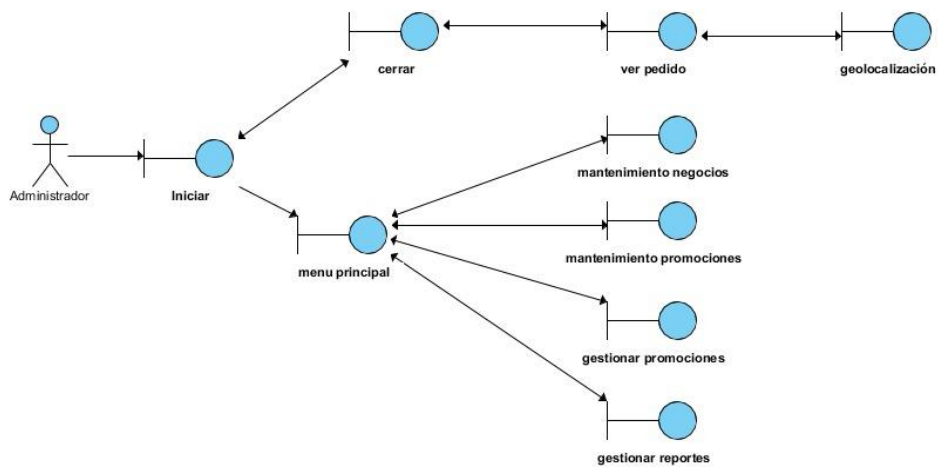 cerrar
ver pedido
geolocalización
Administrador
Iniciar
mantenimiento negocios
mantenimiento promociones
menu principal
gestionar promociones
gestionar reportes